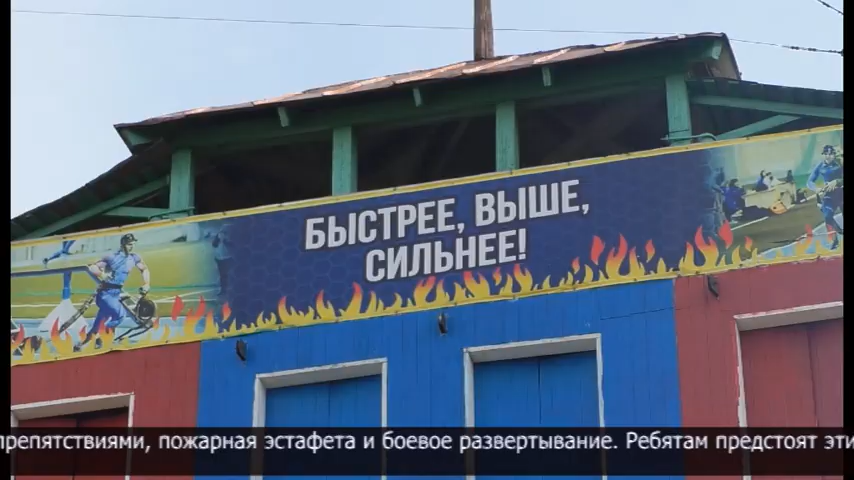 БЫСТРЕЕ, ВЫШЕ,
СИЛЬНЕЕ!
препятствиями, пожарная эстафета и боевое развертывание. Ребятам предстоят эти